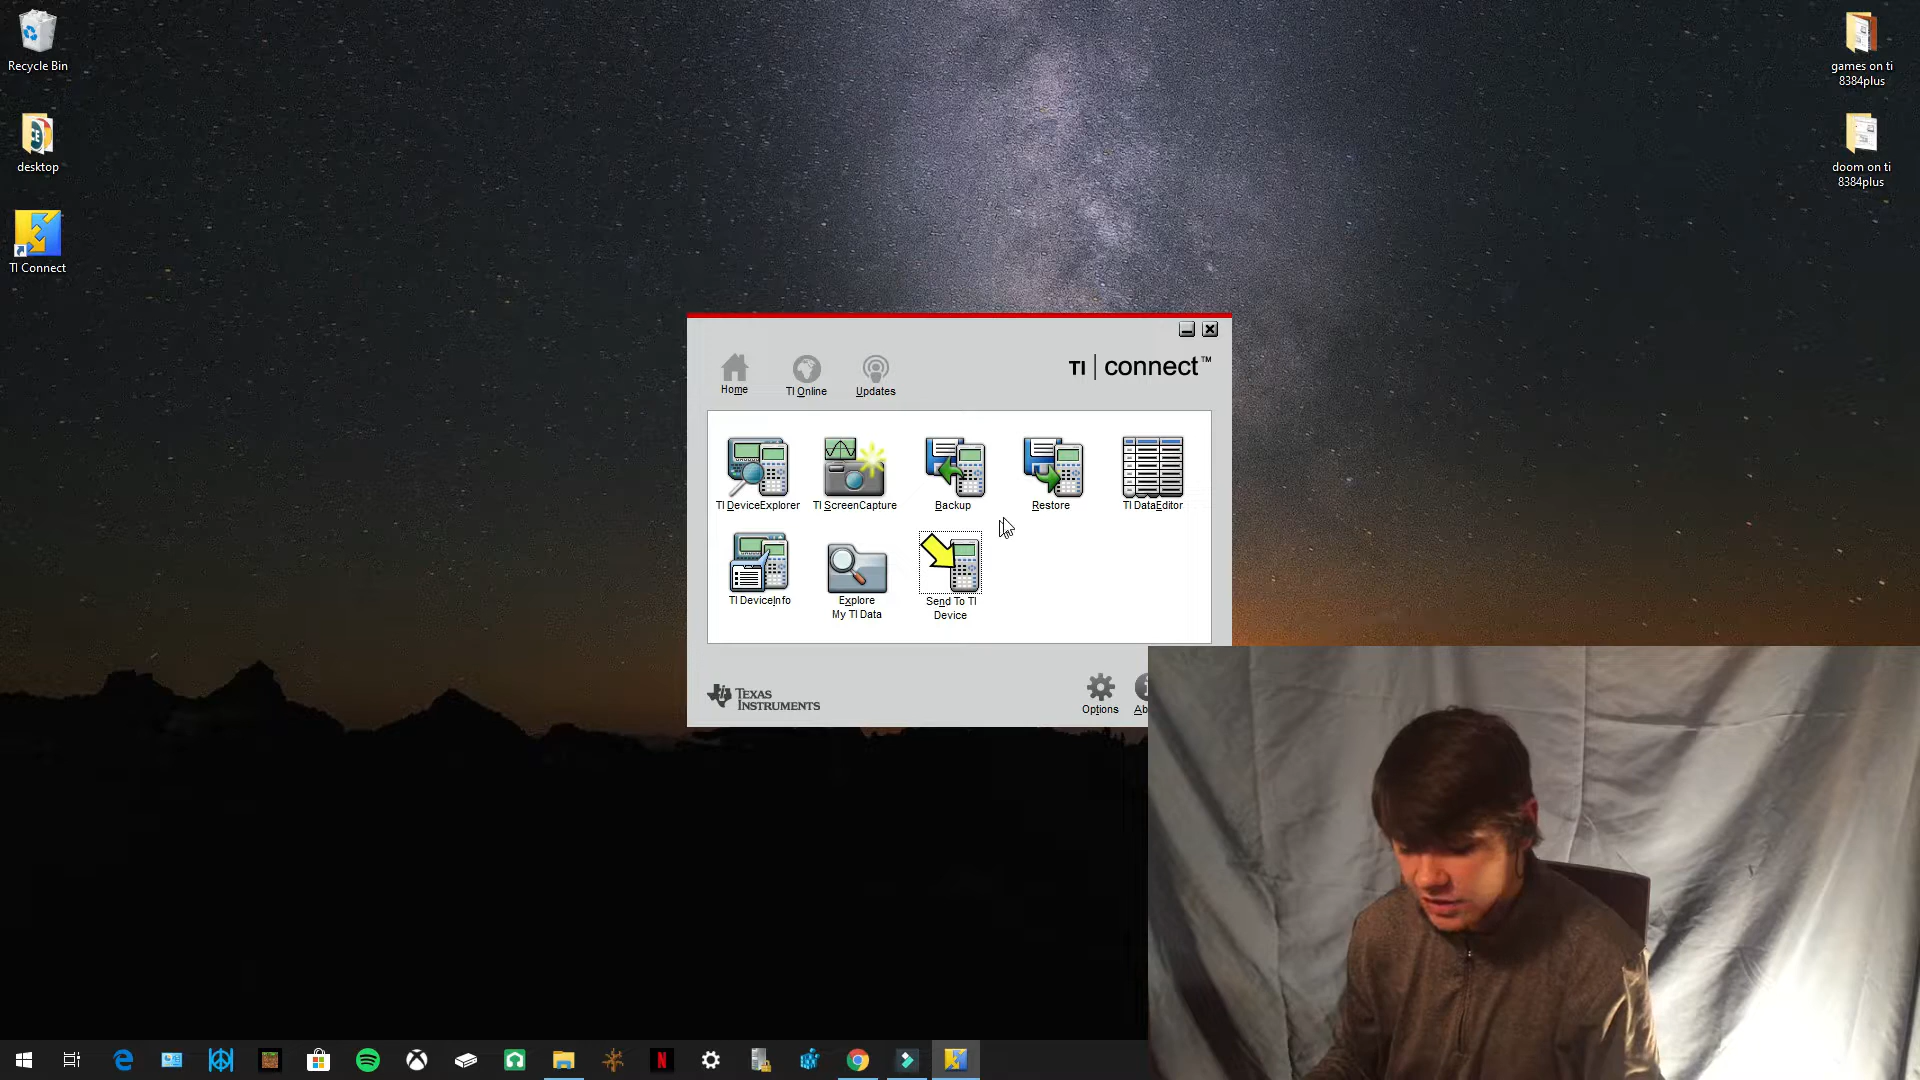 Recycle Bin
desktop
TI Connect
games on ti
8384plus
doom on ti
8384plus
TI | connect™
Home
TI Online
Updates
TI DeviceExplorer
TI ScreenCapture
Backup
Restore
TI DataEditor
TI DeviceInfo
Explore
My TI Data
Send To TI
Device
TEXAS
INSTRUMENTS
Options
Ab